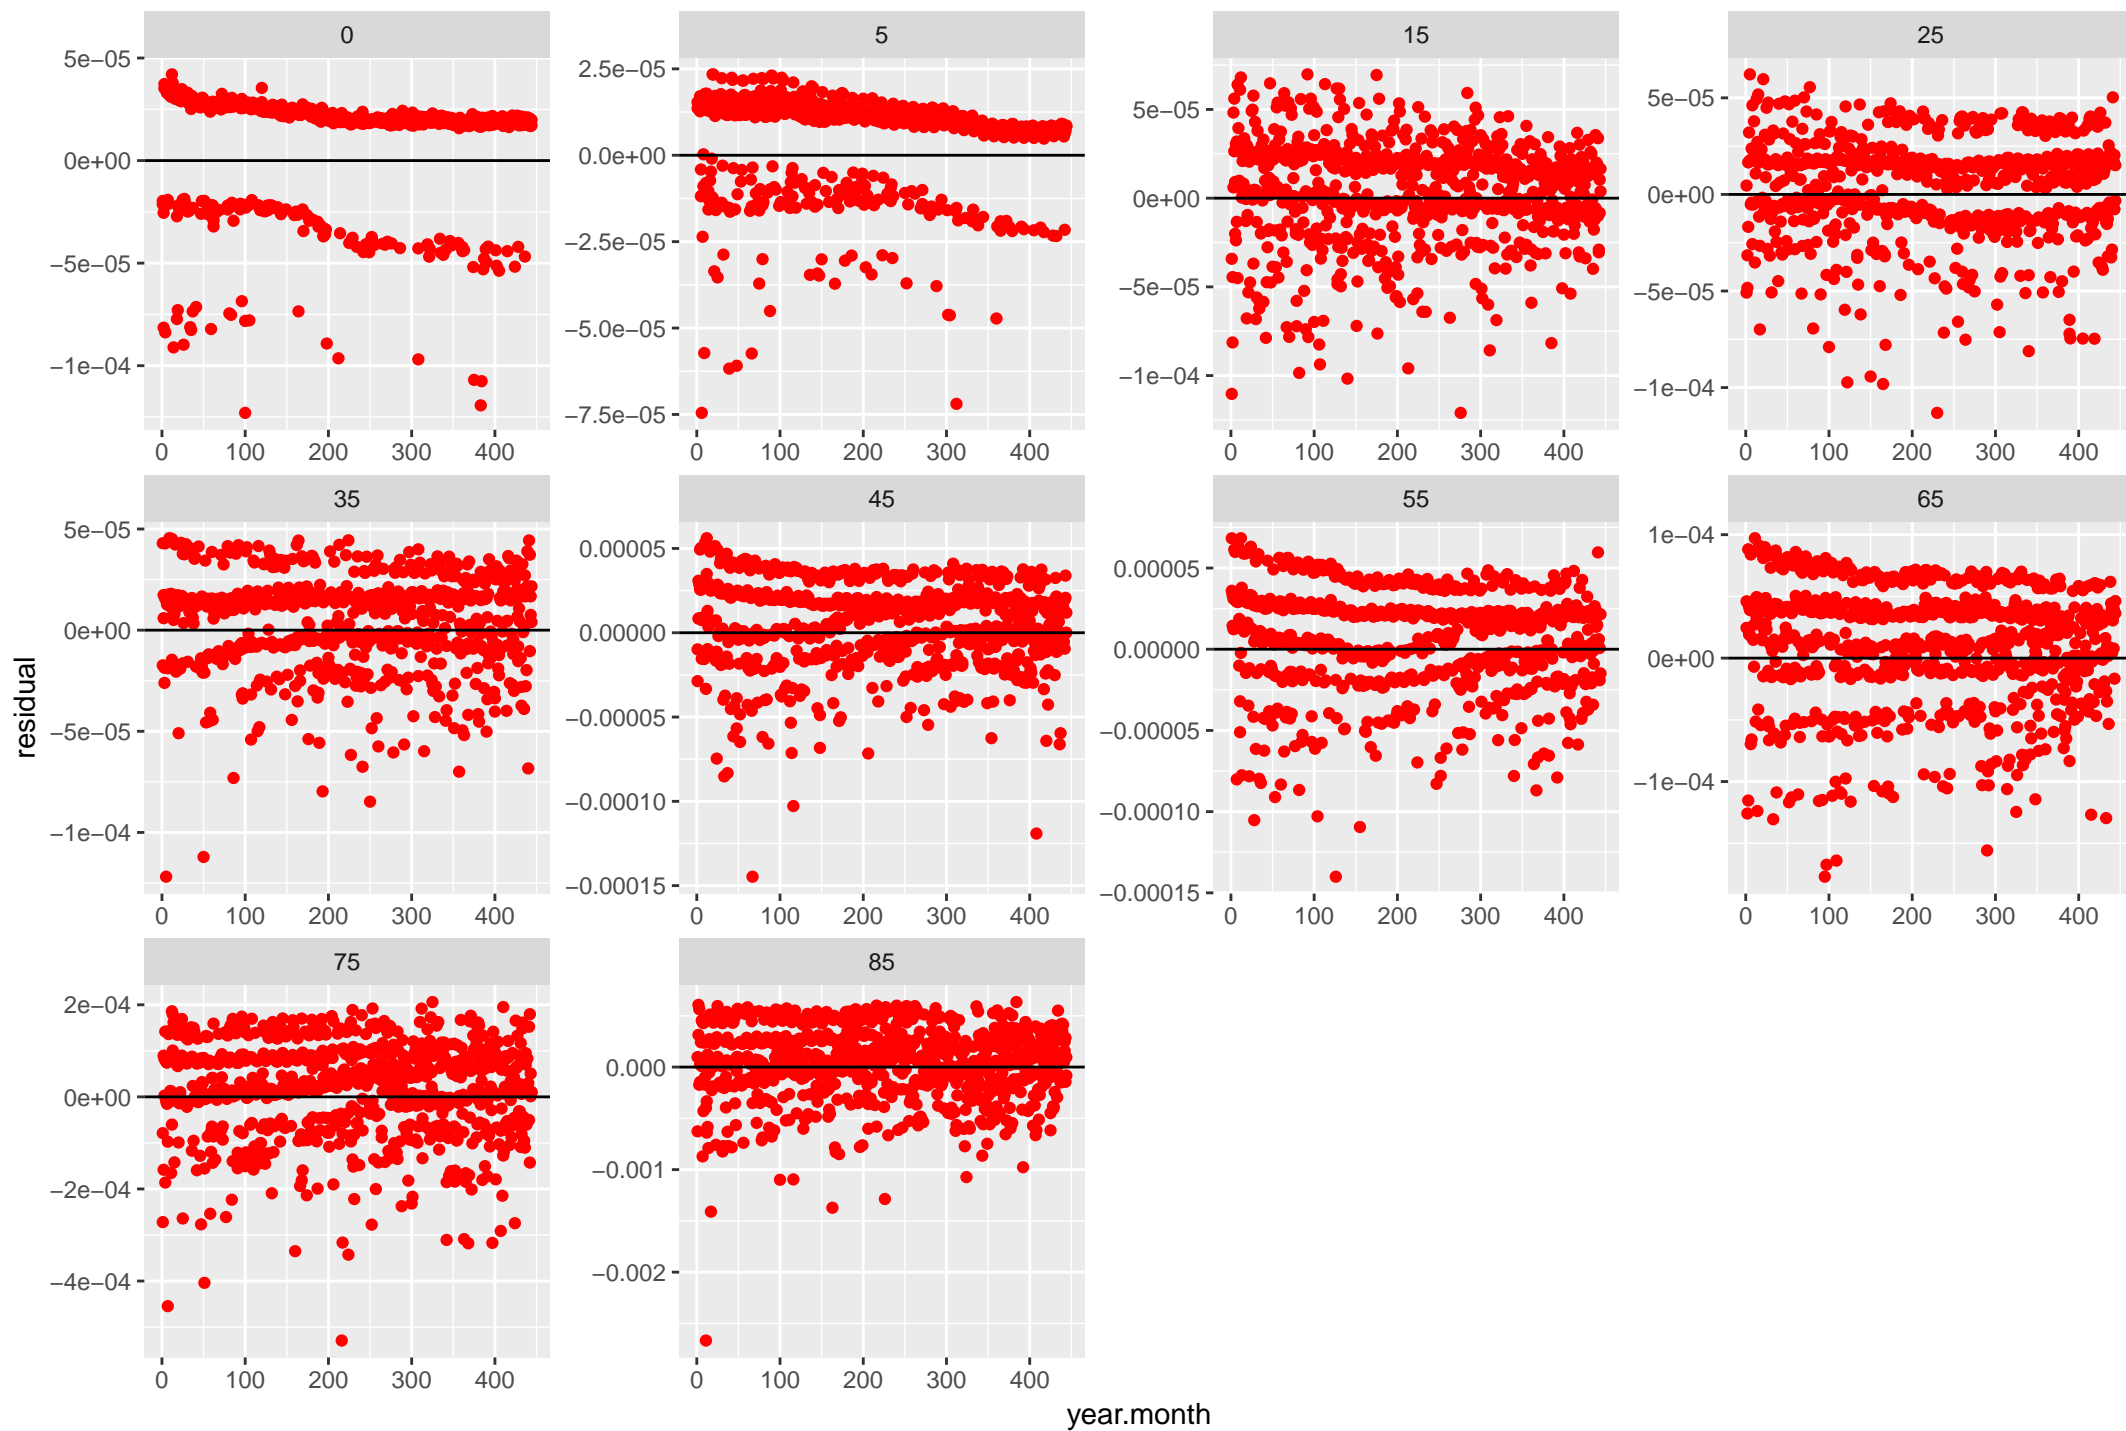 0 5 15 25
5e−05
0e+00
−5e−05
−1e−04
2.5e−05
0.0e+00
−2.5e−05
−5.0e−05
−7.5e−05
5e−05
0e+00
−5e−05
−1e−04
5e−05
0e+00
−5e−05
−1e−04
0 100 200 300 400 0 100 200 300 400 0 100 200 300 400 0 100 200 300 400
35 45 55 65
5e−05
0e+00
−5e−05
−1e−04
0.00005
0.00000
−0.00005
−0.00010
−0.00015
0.00005
0.00000
−0.00005
−0.00010
−0.00015
1e−04
0e+00
−1e−04
0 100 200 300 400 0 100 200 300 400 0 100 200 300 400 0 100 200 300 400
75 85
2e−04
0e+00
−2e−04
−4e−04
0.000
−0.001
−0.002
0 100 200 300 400 0 100 200 300 400
year.month
residual